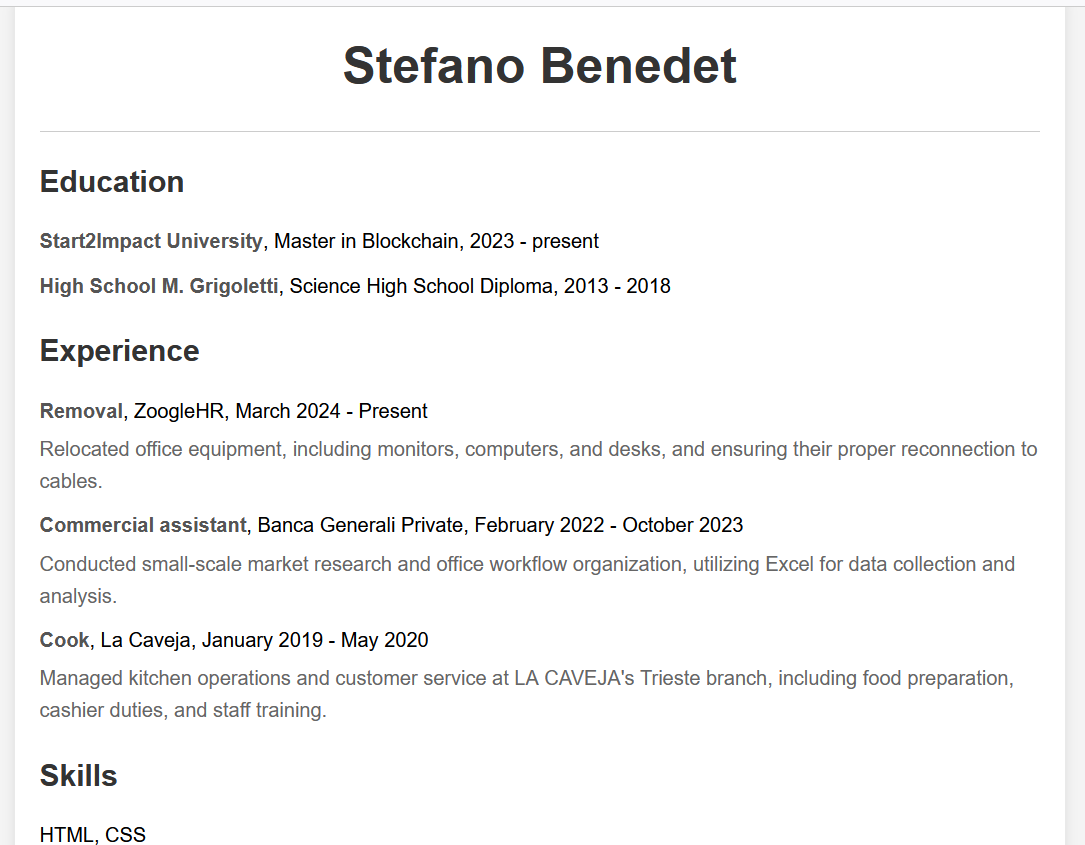 Stefano Benedet
Education
Start2Impact University, Master in Blockchain, 2023 - present
High School M. Grigoletti, Science High School Diploma, 2013 - 2018
Experience
Removal, ZoogleHR, March 2024 - Present
Relocated office equipment, including monitors, computers, and desks, and ensuring their proper reconnection to
cables.
Commercial assistant, Banca Generali Private, February 2022 - October 2023
Conducted small-scale market research and office workflow organization, utilizing Excel for data collection and
analysis.
Cook, La Caveja, January 2019 - May 2020
Managed kitchen operations and customer service at LA CAVEJA's Trieste branch, including food preparation,
cashier duties, and staff training.
Skills
HTML, CSS